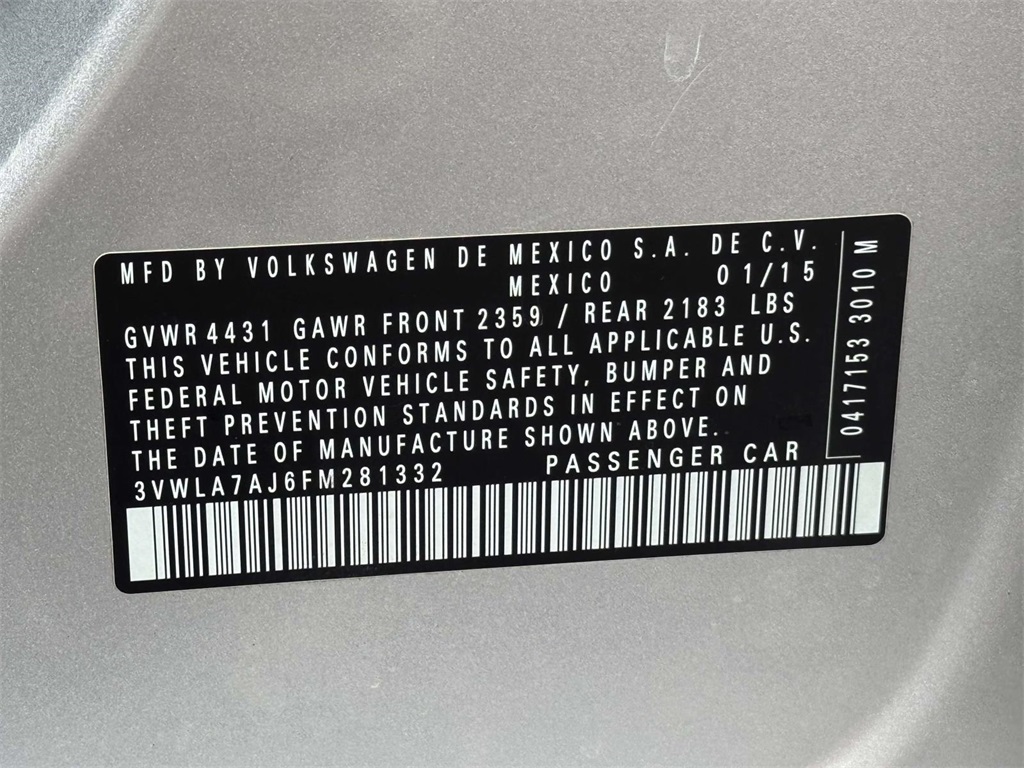 MFD BY VOLKSWAGEN DE MEXICO S.A. DE C.V.
MEXICO 01/15
GVWR 4431 GAWR FRONT 2359 / REAR 2183 LBS
THIS VEHICLE CONFORMS TO ALL APPLICABLE U.S.
FEDERAL MOTOR VEHICLE SAFETY, BUMPER AND
THEFT PREVENTION STANDARDS IN EFFECT ON
THE DATE OF MANUFACTURE SHOWN ABOVE.
3VWLA7AJ6FM281332 PASSENGER CAR
0417153 3010 M